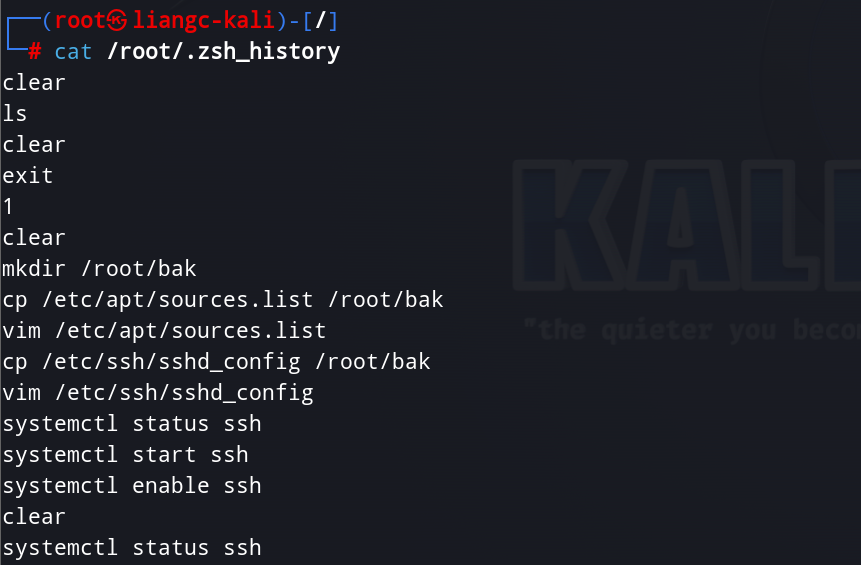 ┌──(root㉿liangc-kali)-[/]
└─# cat /root/.zsh_history
clear
ls
clear
exit
1
clear
mkdir /root/bak
cp /etc/apt/sources.list /root/bak
vim /etc/apt/sources.list
cp /etc/ssh/sshd_config /root/bak
vim /etc/ssh/sshd_config
systemctl status ssh
systemctl start ssh
systemctl enable ssh
clear
systemctl status ssh
KALI
"the quieter you becom